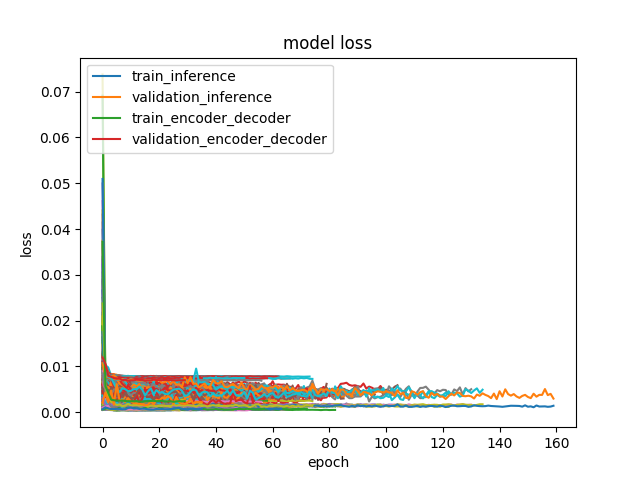 model loss
train_inference
validation_inference
train_encoder_decoder
validation_encoder_decoder
0.07
0.06
0.05
0.04
0.03
0.02
0.01
0.00
loss
0 20 40 60 80 100 120 140 160
epoch